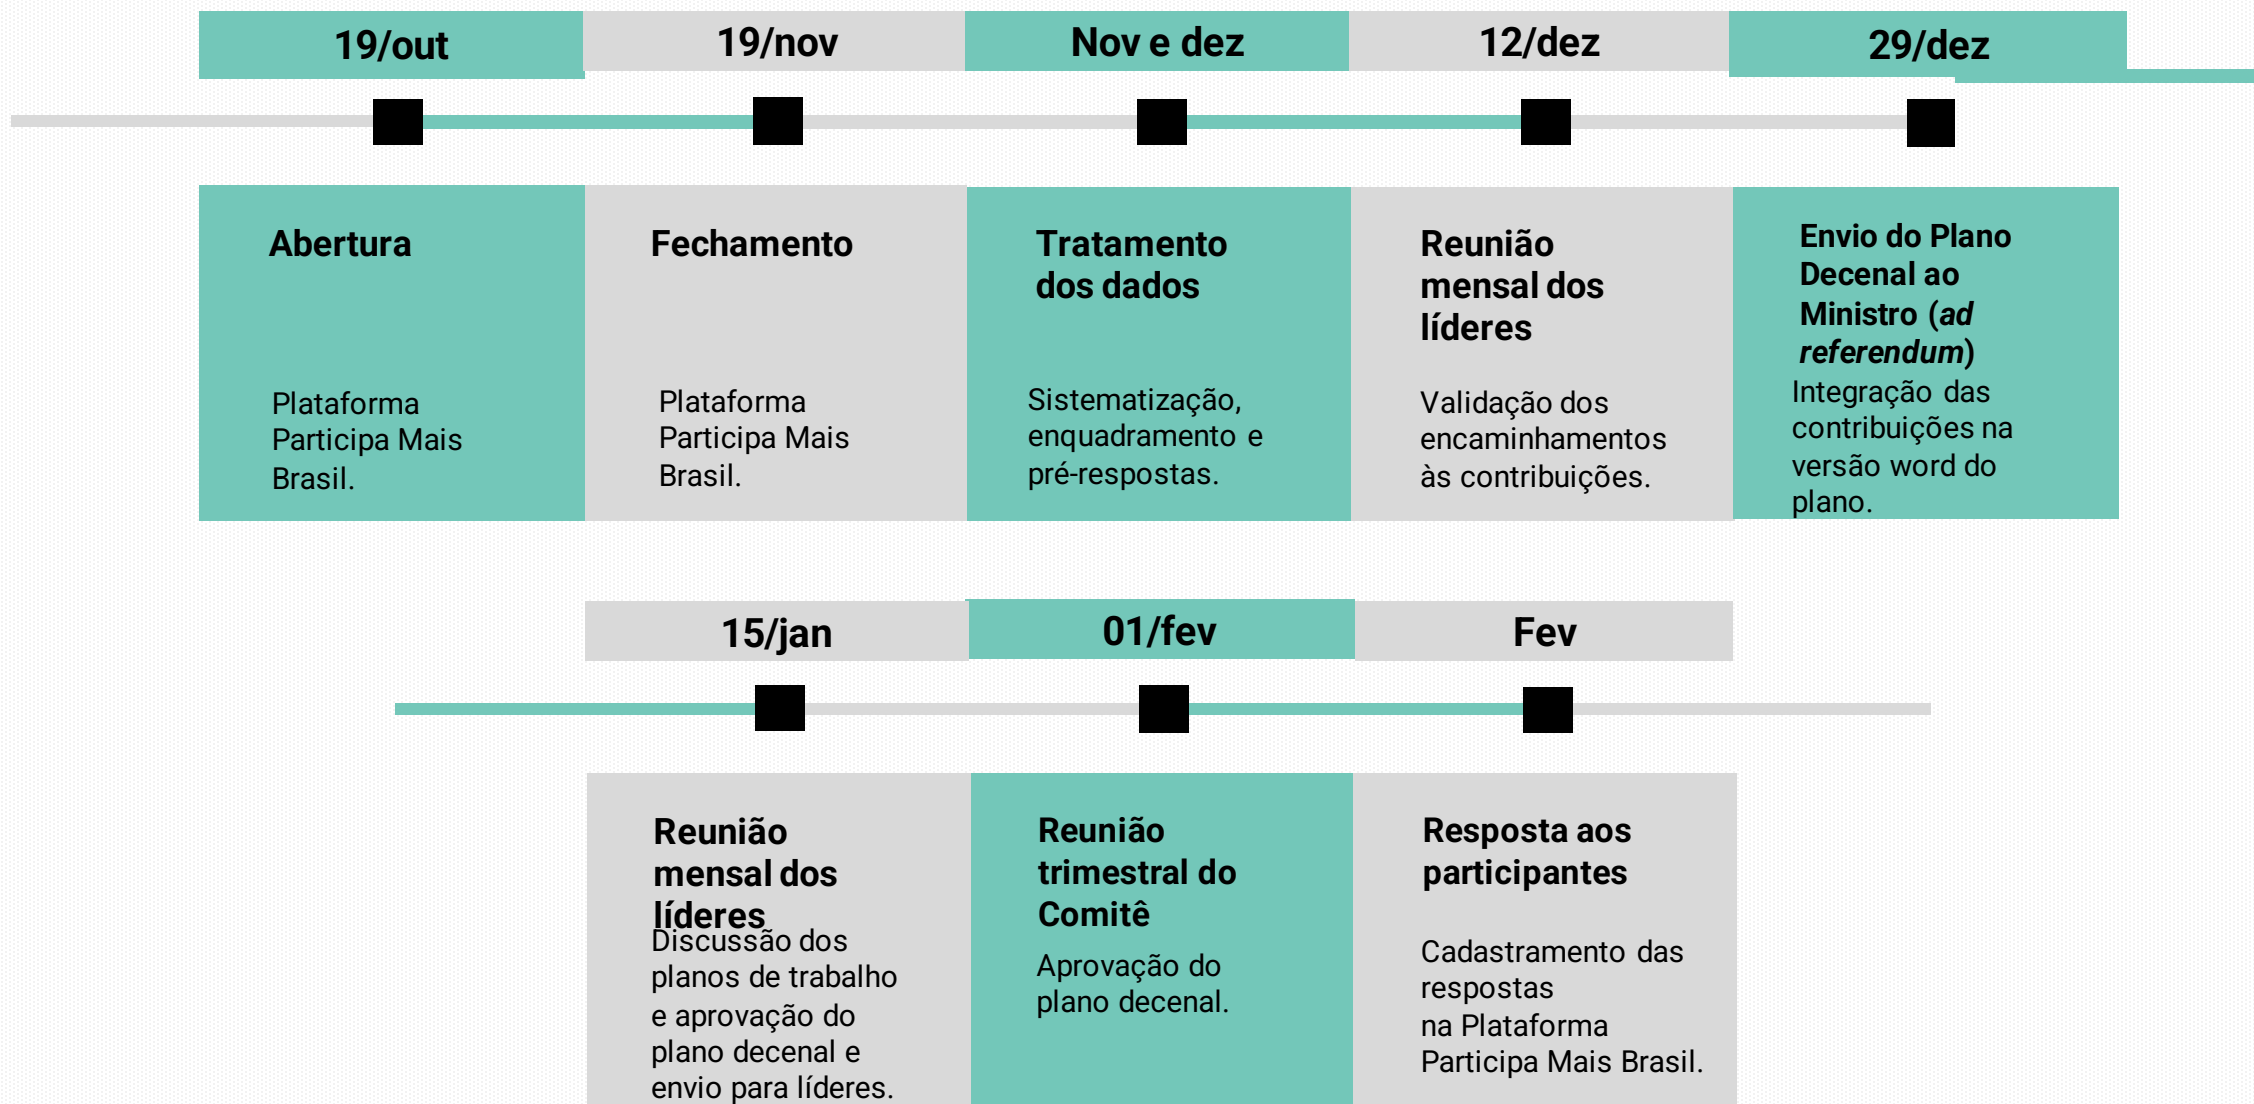 19/out
19/nov
Nov e dez
12/dez
29/dez
Abertura
Plataforma
Participa Mais
Brasil.
Fechamento
Plataforma
Participa Mais
Brasil.
Tratamento
dos dados
Sistematização,
enquadramento e
pré-respostas.
Reunião
mensal dos
líderes
Validação dos
encaminhamentos
às contribuições.
Envio do Plano
Decenal ao
Ministro (ad
referendum)
Integração das
contribuições na
versão word do
plano.
15/jan
01/fev
Fev
Reunião
mensal dos
líderes
Discussão dos
planos de trabalho
e aprovação do
plano decenal e
envio para líderes.
Reunião
trimestral do
Comitê
Aprovação do
plano decenal.
Resposta aos
participantes
Cadastramento das
respostas
na Plataforma
Participa Mais Brasil.